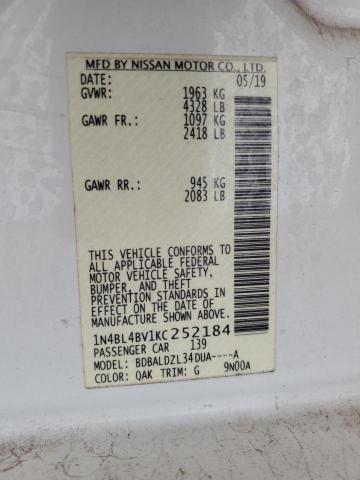 MFD BY NISSAN MOTOR CO., LTD.
DATE: 05/19
GVWR: 1963 KG
4328 LB
GAWR FR.: 1097 KG
2418 LB
GAWR RR.: 945 KG
2083 LB
THIS VEHICLE CONFORMS TO
ALL APPLICABLE FEDERAL
MOTOR VEHICLE SAFETY,
BUMPER, AND THEFT
PREVENTION STANDARDS IN
EFFECT ON THE DATE OF
MANUFACTURE SHOWN ABOVE.
1N4BL4BV1KC252184
PASSENGER CAR 139
MODEL: BDBALDZL34DUA----A
COLOR: QAK TRIM: G 9N00A